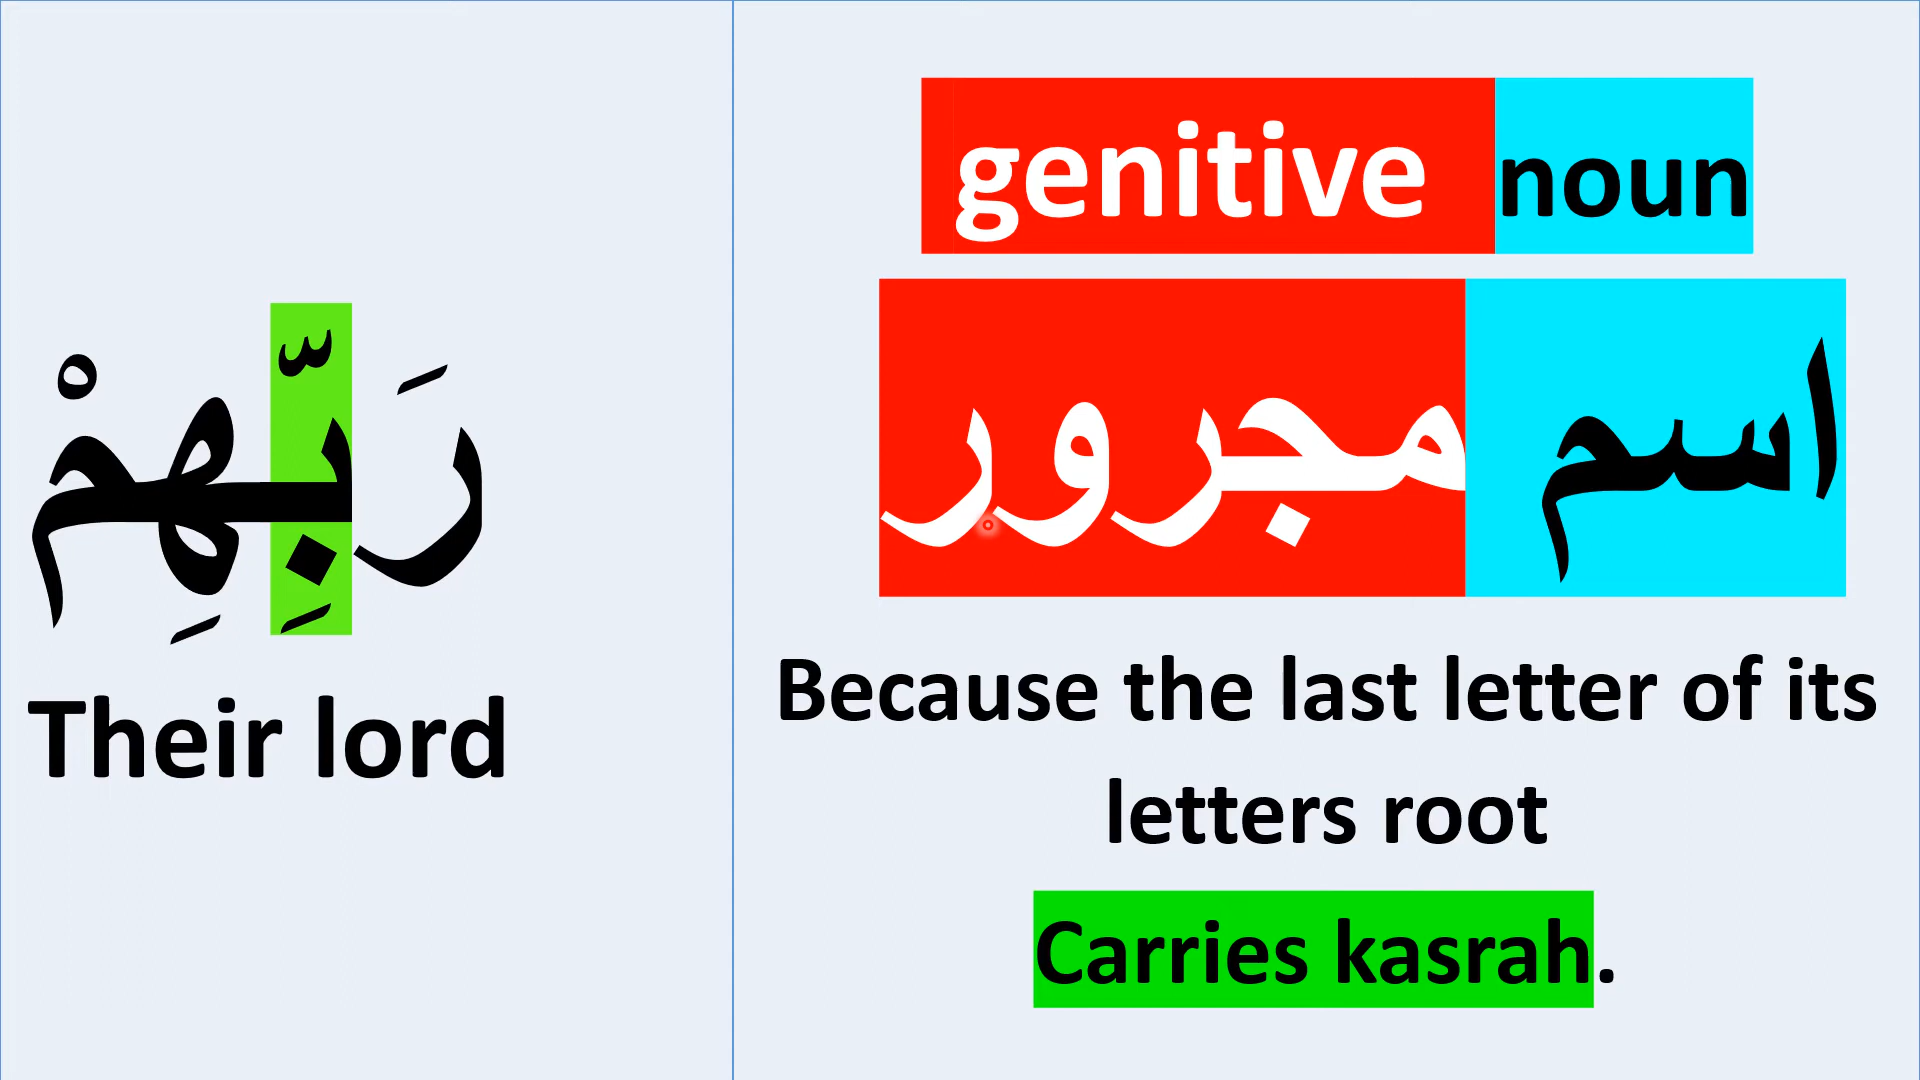 رَبِّهِمْ
Their lord
genitive noun
اسم مجرور
Because the last letter of its
letters root
Carries kasrah.